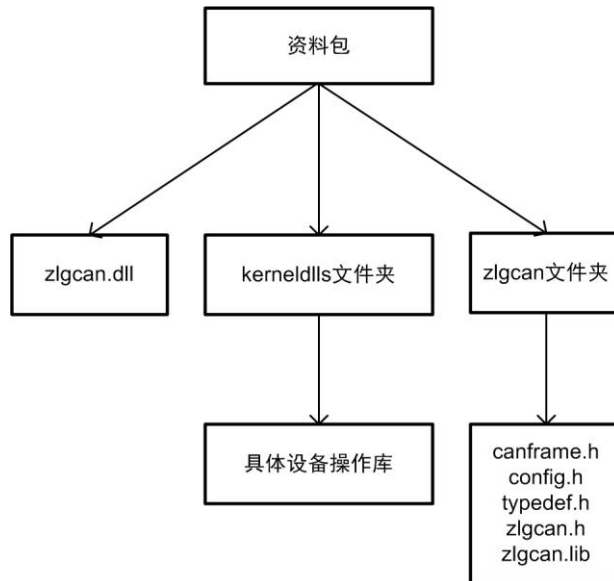 资料包
zlgcan.dll
kerneldlls文件夹
zlgcan文件夹
具体设备操作库
canframe.h
config.h
typedef.h
zlgcan.h
zlgcan.lib